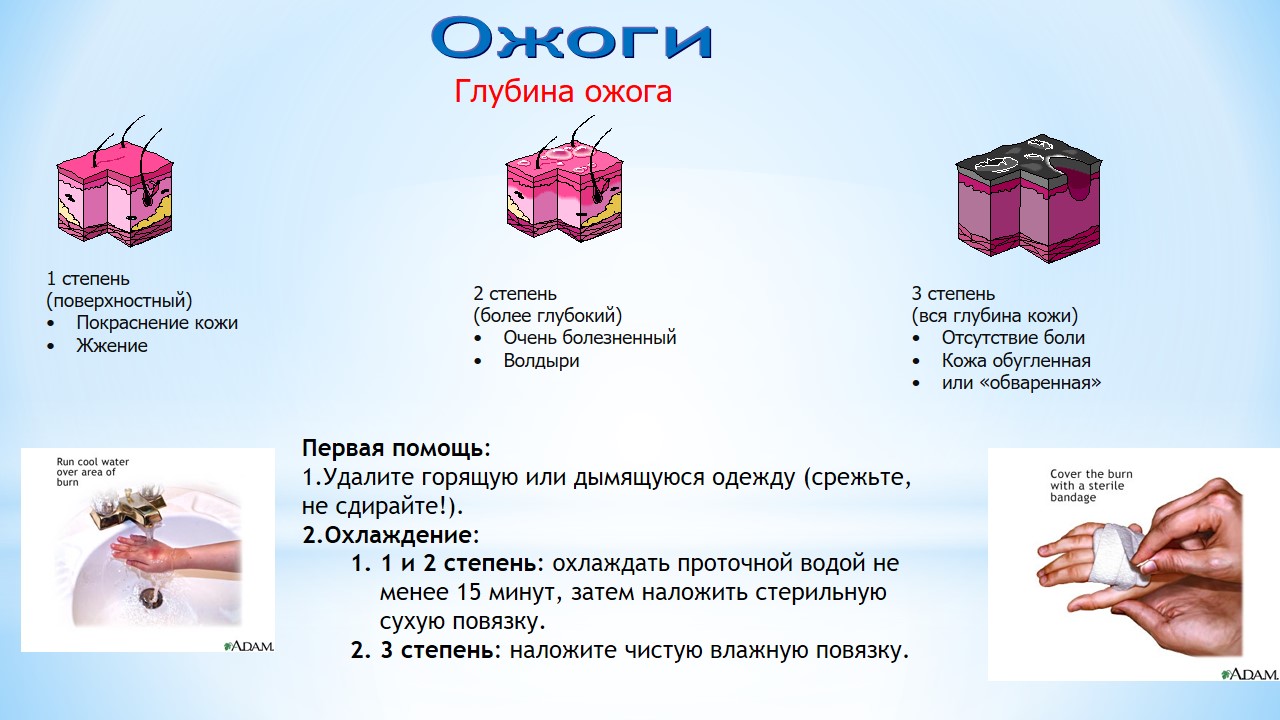 Ожоги
Глубина ожога
1 степень
(поверхностный)
• Покраснение кожи
• Жжение
2 степень
(более глубокий)
• Очень болезненный
• Волдыри
3 степень
(вся глубина кожи)
• Отсутствие боли
• Кожа обугленная
• или «обваренная»
Run cool water
over area of
burn
ADAM.
Первая помощь:
1.Удалите горящую или дымящуюся одежду (срежьте,
не сдирайте!).
2.Охлаждение:
1. 1 и 2 степень: охлаждать проточной водой не
менее 15 минут, затем наложить стерильную
сухую повязку.
2. 3 степень: наложите чистую влажную повязку.
Cover the burn
with a sterile
bandage
ADAM.